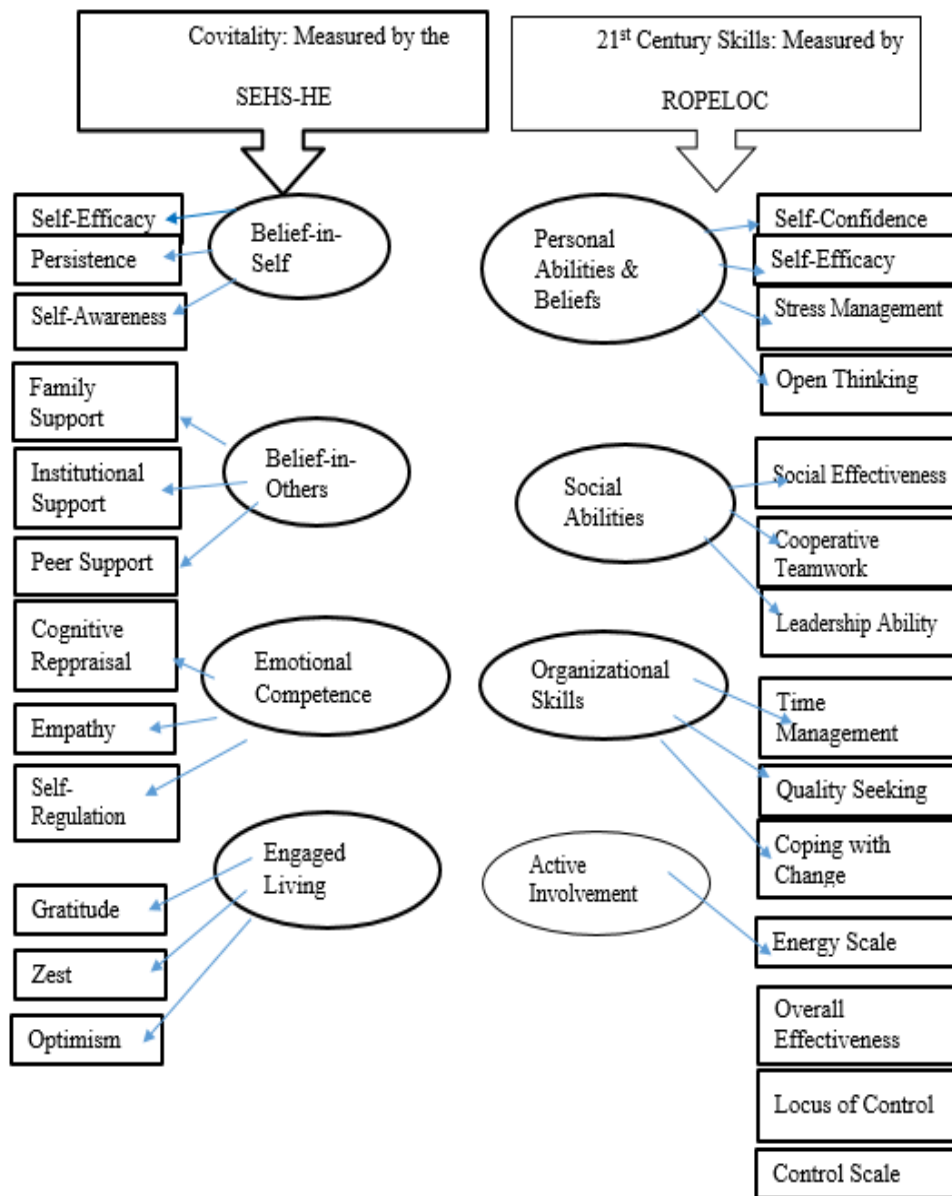 Covitality: Measured by the
SEHS-HE
21st Century Skills: Measured by
ROPELOC
Self-Efficacy
Persistence
Self-Awareness
Belief-in-
Self
Family
Support
Institutional
Support
Peer Support
Belief-in-
Others
Cognitive
Reppraisal
Empathy
Self-
Regulation
Emotional
Competence
Gratitude
Zest
Optimism
Engaged
Living
Personal
Abilities &
Beliefs
Self-Confidence
Self-Efficacy
Stress Management
Open Thinking
Social
Abilities
Social Effectiveness
Cooperative
Teamwork
Leadership Ability
Organizational
Skills
Time
Management
Quality Seeking
Coping with
Change
Active
Involvement
Energy Scale
Overall
Effectiveness
Locus of Control
Control Scale